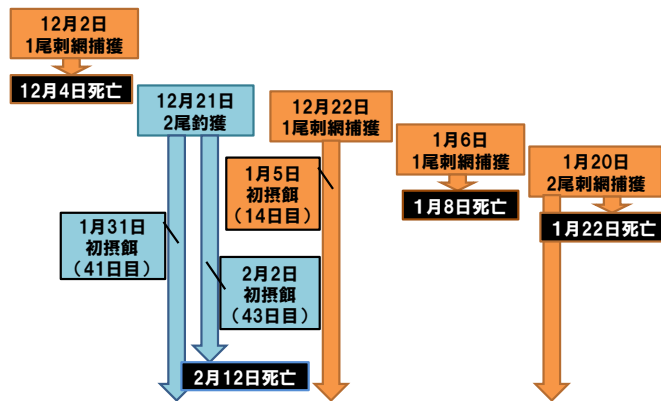 12月2日
1尾刺網捕獲
12月4日死亡
12月21日
2尾釣獲
1月31日
初摂餌
（41日目）
2月2日
初摂餌
（43日目）
2月12日死亡
12月22日
1尾刺網捕獲
1月5日
初摂餌
（14日目）
1月6日
1尾刺網捕獲
1月8日死亡
1月20日
2尾刺網捕獲
1月22日死亡